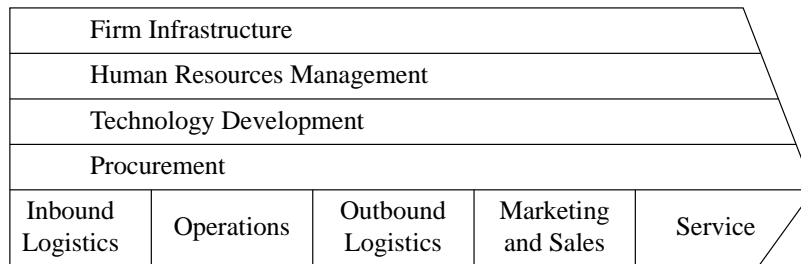 Firm Infrastructure
Human Resources Management
Technology Development
Procurement
Inbound
Logistics
Operations
Outbound
Logistics
Marketing
and Sales
Service